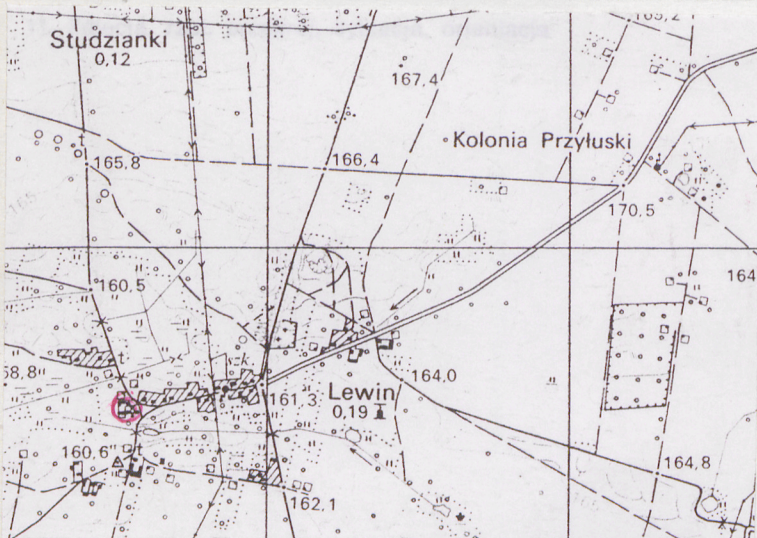 165,2
Studzianki
0,12
167,4
Kolonia Przyłuski
165,8
166,4
170,5
164
160,5
t
t
s-k
68,8
164,0
Lewin
0,19
161,3
160,6
t
164,8
162,1